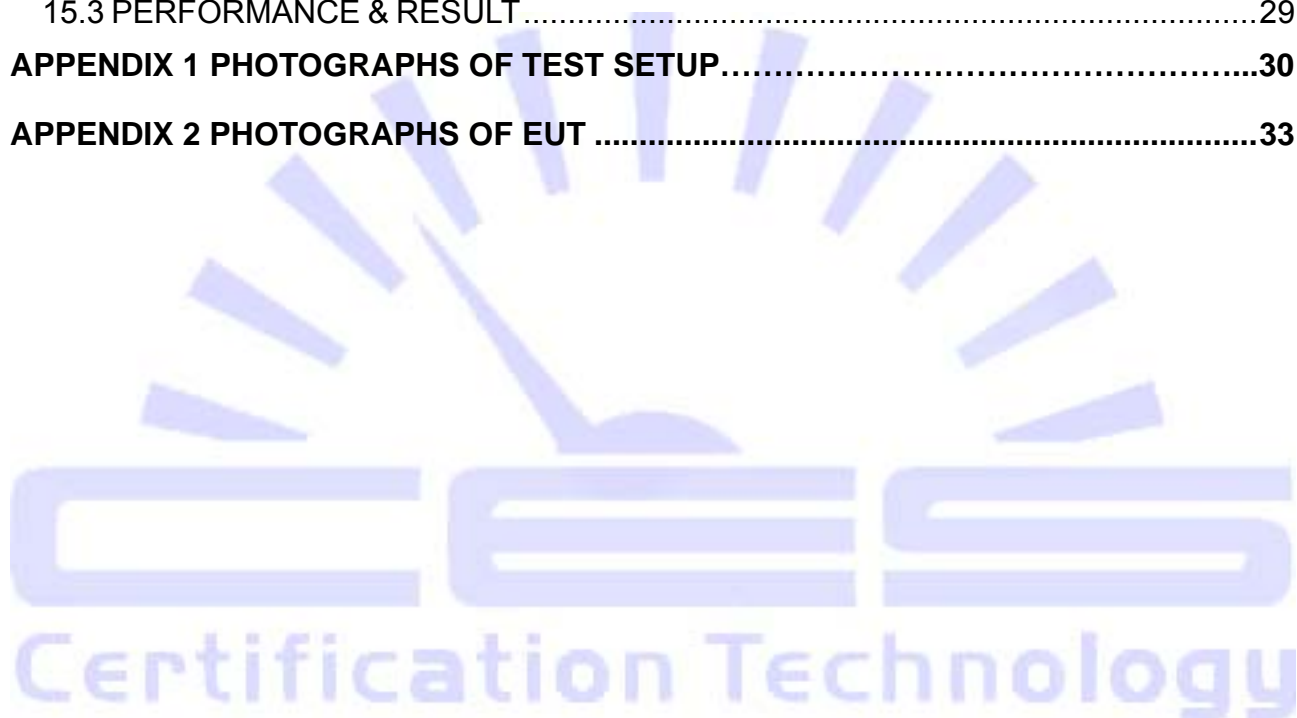 15.3 PERFORMANCE & RESULT.......................................................................................29
APPENDIX 1 PHOTOGRAPHS OF TEST SETUP…………………………………………....30
APPENDIX 2 PHOTOGRAPHS OF EUT ..............................................................................33
CES
Certification Technology